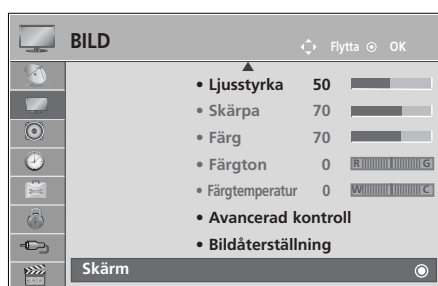 BILD Flytta OK
• Ljusstyrka 50
• Skärpa 70
• Färg 70
• Färgton 0 R G
• Färgtemperatur 0 W C
• Avancerad kontroll
• Bildåterställning
Skärm